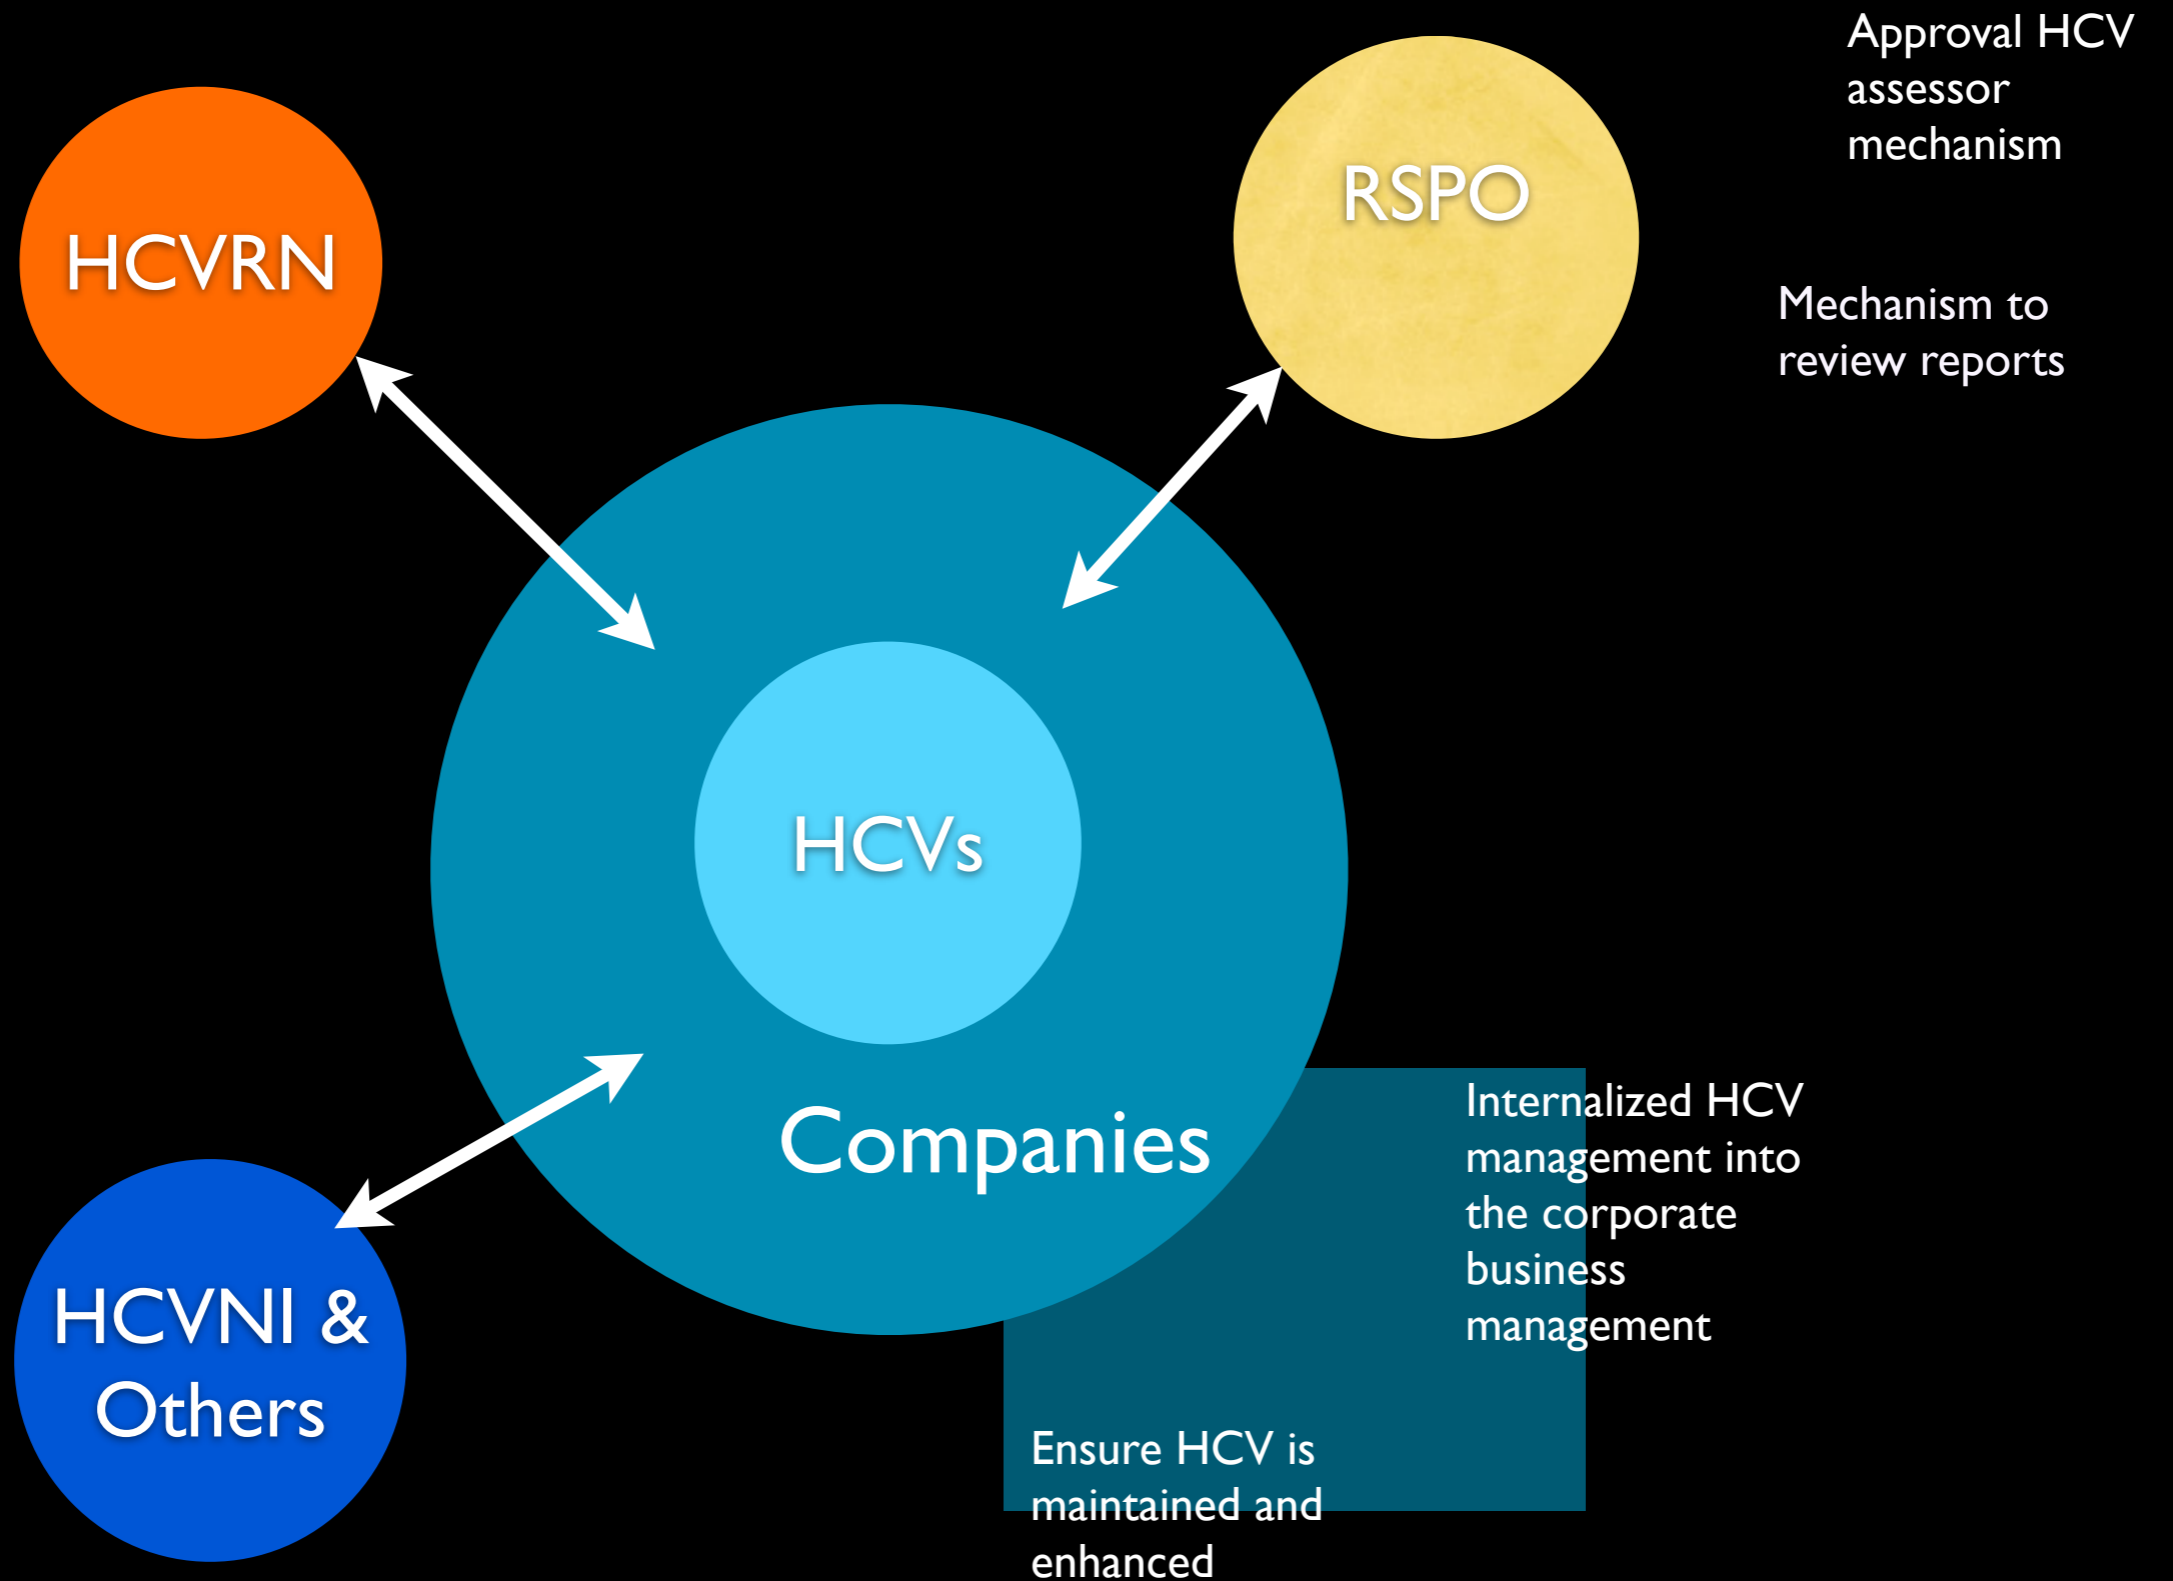 Approval HCV
assessor
mechanism
RSPO
HCVRN
Mechanism to
review reports
HCVs
Companies
Internalized HCV
management into
the corporate
business
management
HCVNI &
Others
Ensure HCV is
maintained and
enhanced